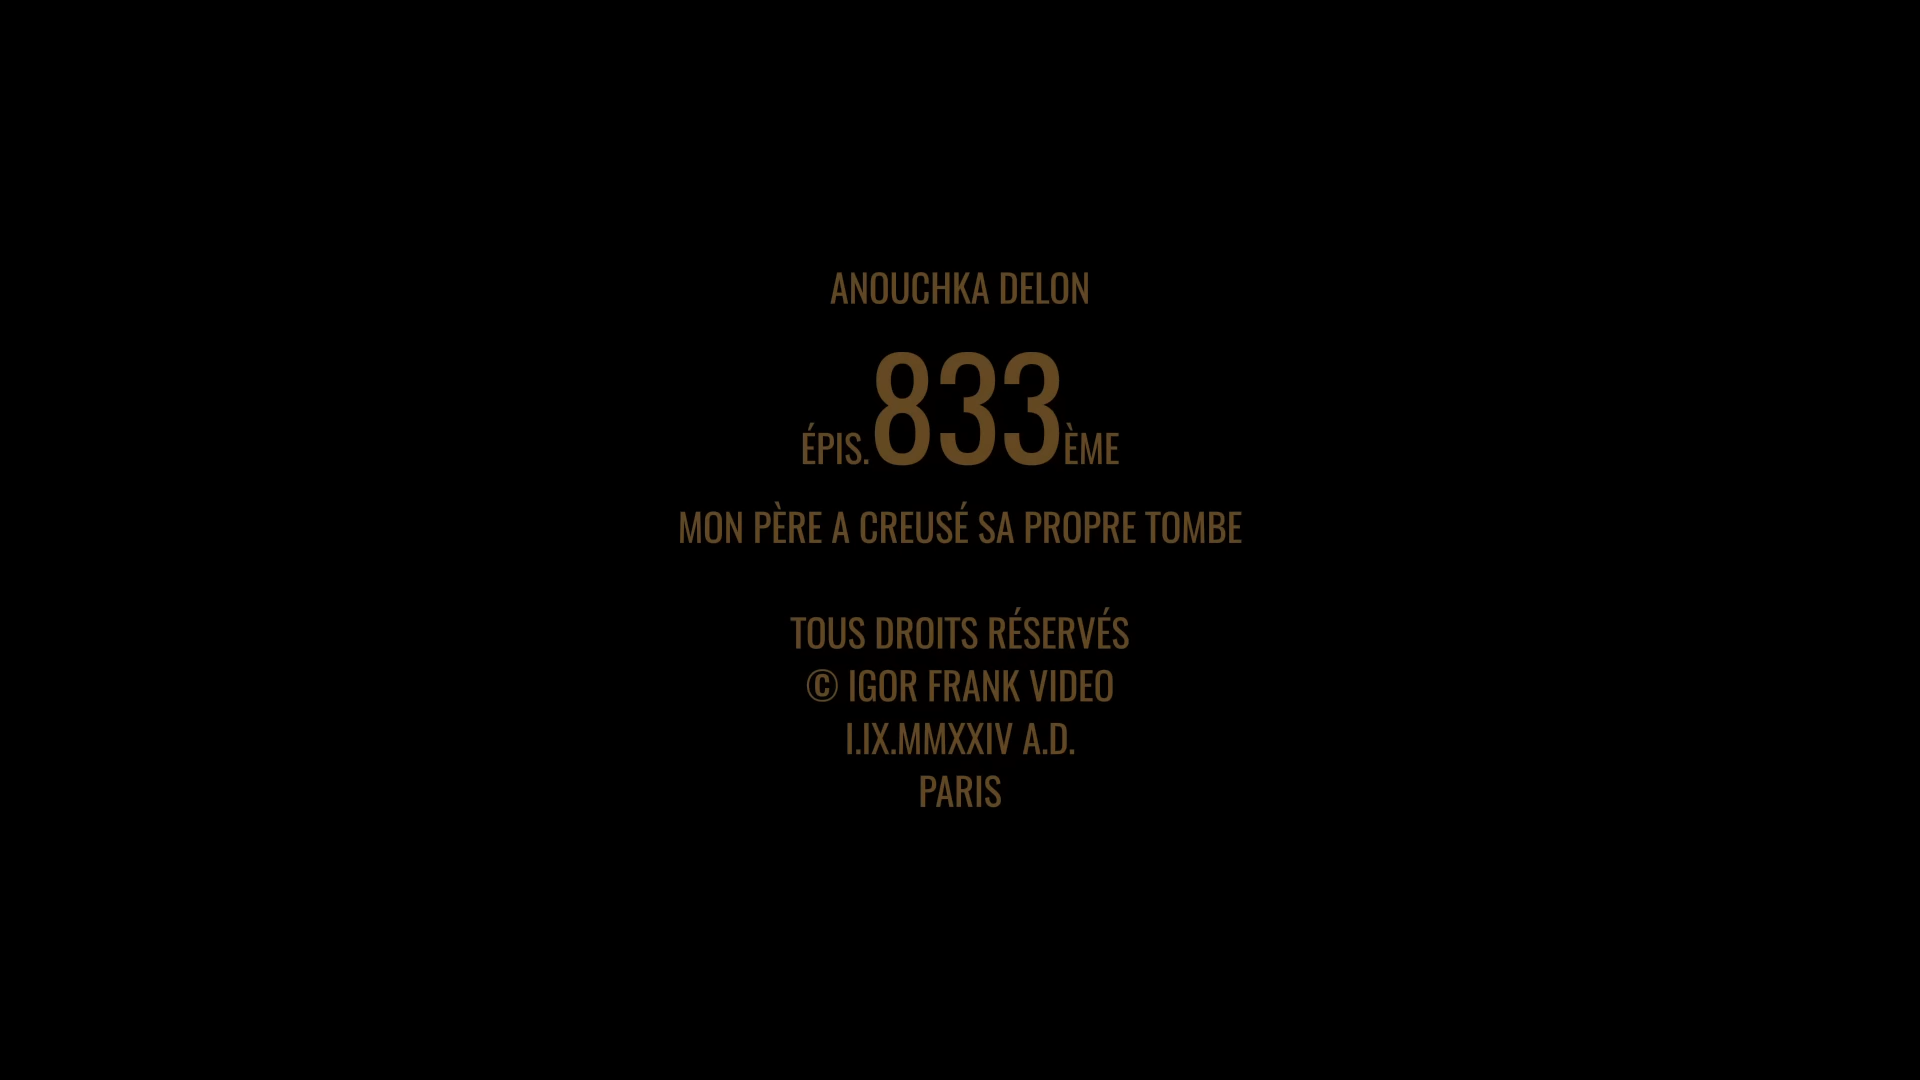 ANOUCHKA DELON
ÉPIS.833ÈME
MON PÈRE A CREUSÉ SA PROPRE TOMBE
TOUS DROITS RÉSERVÉS
© IGOR FRANK VIDEO
I.IX.MMXXIV A.D.
PARIS